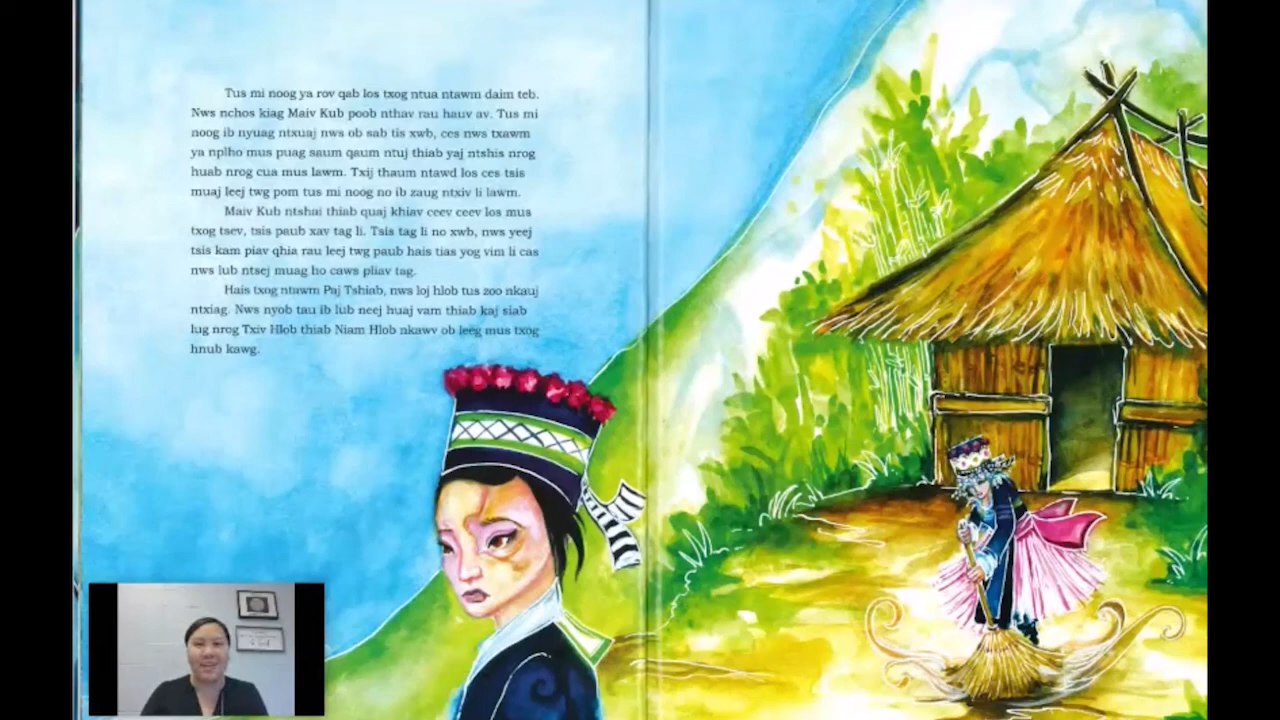 Tus mi noog ya rov qab los txog ntua ntawm daim teb.
Nws nchos kiag Maiv Kub poob nthav rau hauv av. Tus mi
noog ib nyuag ntxuaj nws ob sab tis xwb, ces nws txawm
ya nplho mus puag saum qaum ntuj thiab yaj ntshis nrog
huab nrog cua mus lawm. Txij thaum ntawd los ces tsis
muaj leej twg pom tus mi noog no ib zaug ntxiv li lawm.
Maiv Kub ntshai thiab quaj khiav ceev ceev los mus
txog tsev, tsis paub xav tag li. Tsis tag li no xwb, nws yeej
tsis kam piav qhia rau leej twg paub hais tias yog vim li cas
nws lub ntsej muag ho caws pliav tag.
Hais txog ntawm Paj Tshiab, nws loj hlob tus zoo nkauj
ntxiag. Nws nyob tau ib lub neej huaj vam thiab kaj siab
lug nrog Txiv Hlob thiab Niam Hlob nkawv ob leeg mus txog
hnub kawg.